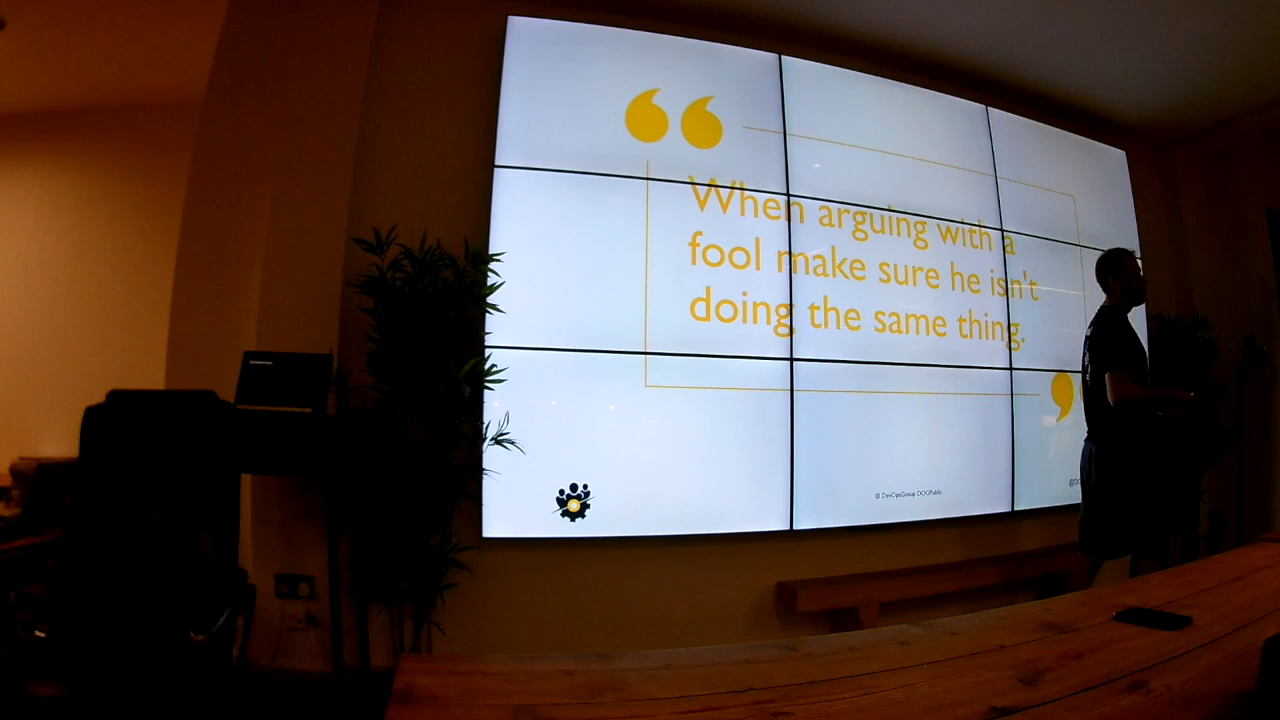 “
When arguing with a
fool make sure he isn't
doing the same thing.
”
© DevOpsGroup DOGPublic